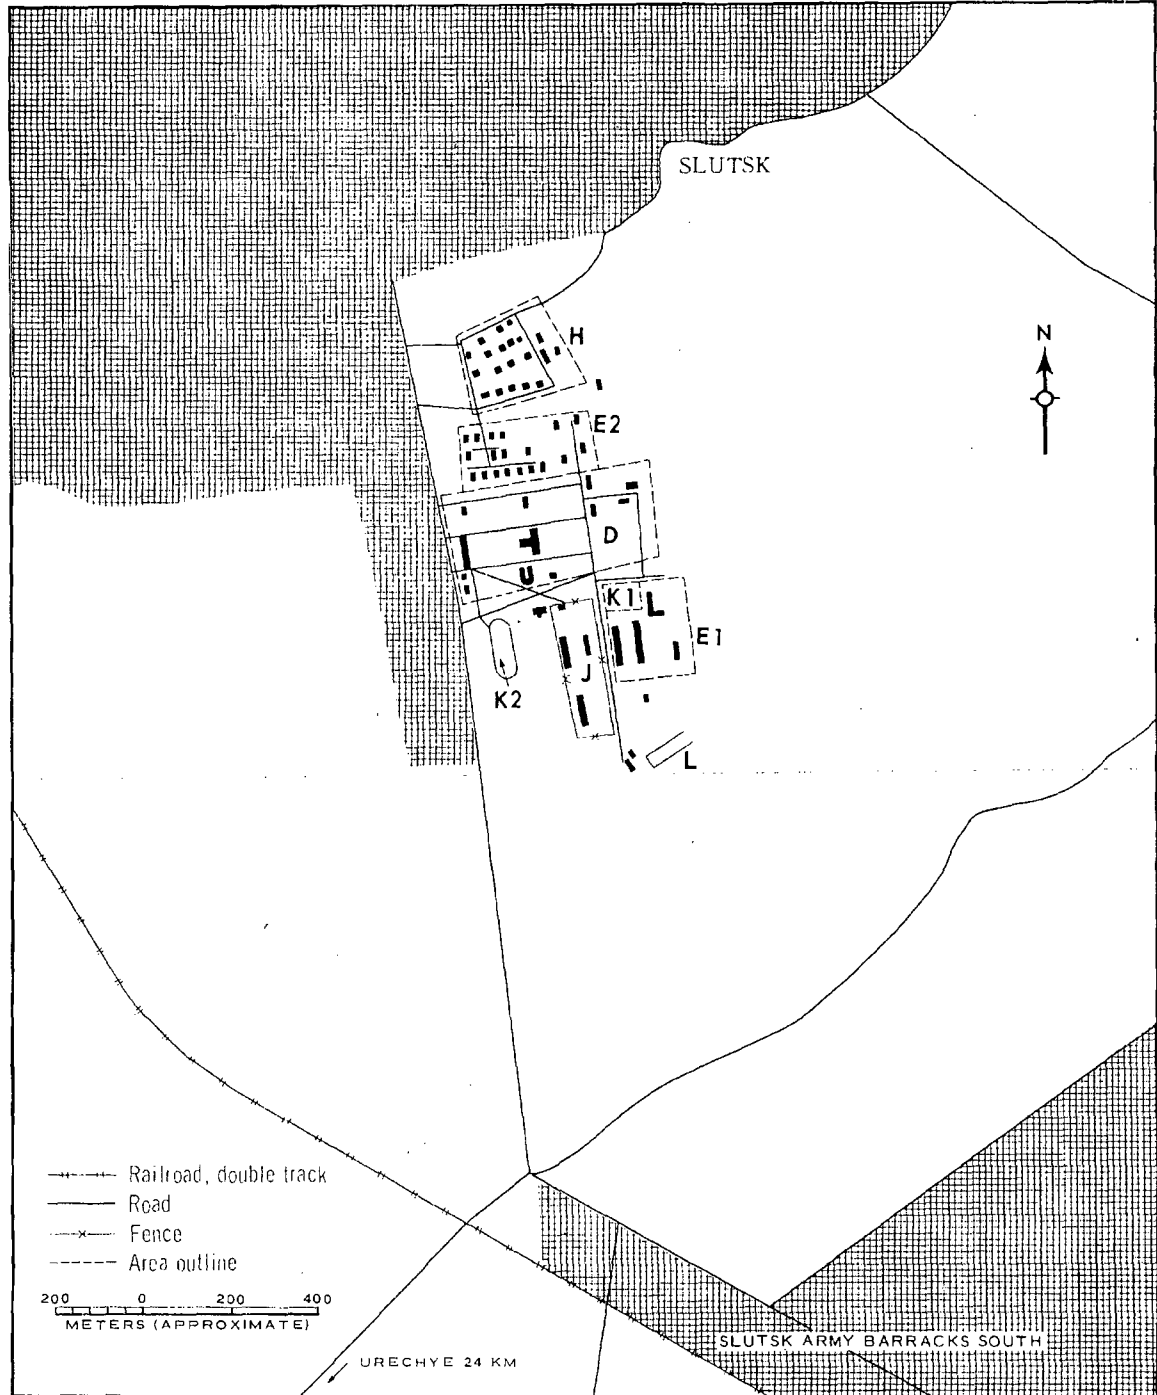 SLUTSK
N
H
E2
D
K1
E1
J
K2
L
Railroad, double track
Road
Fence
Area outline
200 0 200 400
METERS (APPROXIMATE)
SLUTSK ARMY BARRACKS SOUTH
URECHYE 24 KM